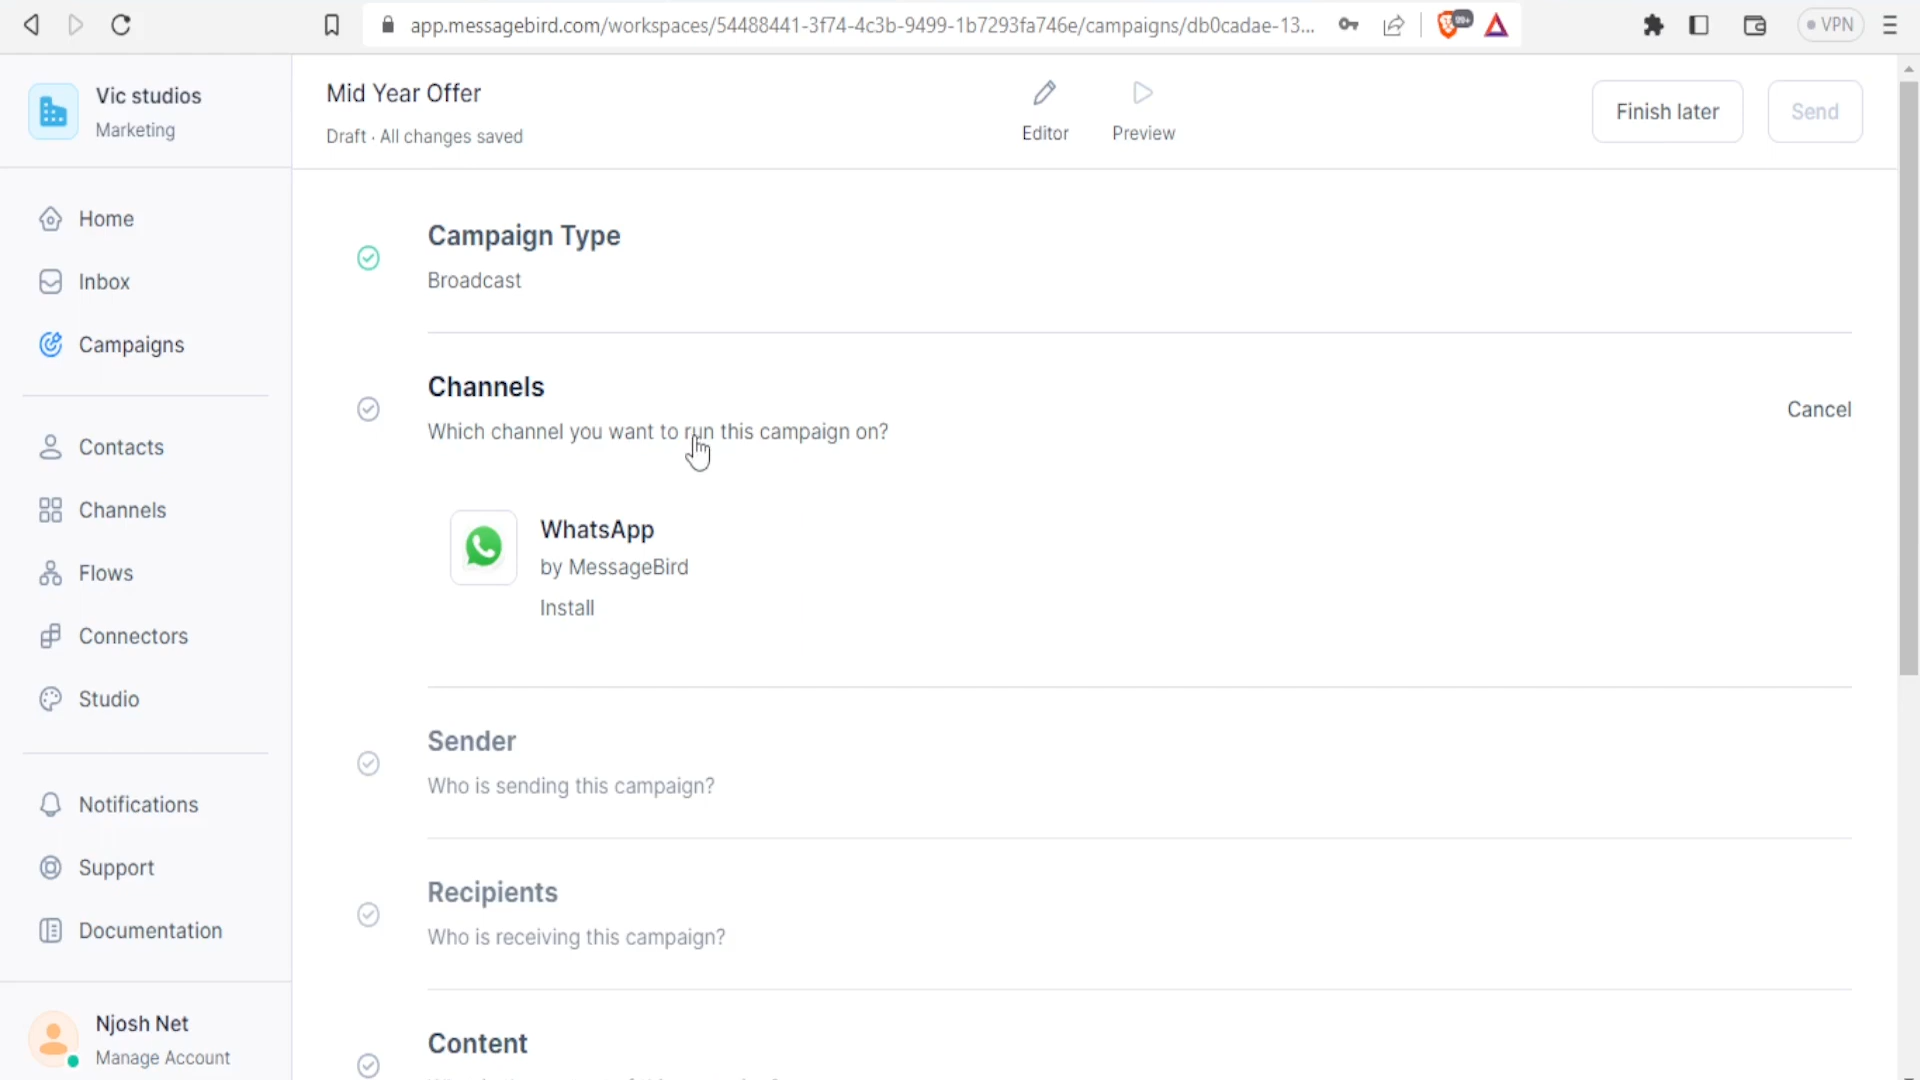 app.messagebird.com/workspaces/54488441-3f74-4c3b-9499-1b7293fa746e/campaigns/db0cadae-13...
99+
VPN
Vic studios
Marketing
Mid Year Offer
Draft · All changes saved
Editor
Preview
Finish later
Send
Home
Inbox
Campaigns
Contacts
Channels
Flows
Connectors
Studio
Notifications
Support
Documentation
Njosh Net
Manage Account
Campaign Type
Broadcast
Channels
Which channel you want to run this campaign on?
Cancel
WhatsApp
by MessageBird
Install
Sender
Who is sending this campaign?
Recipients
Who is receiving this campaign?
Content